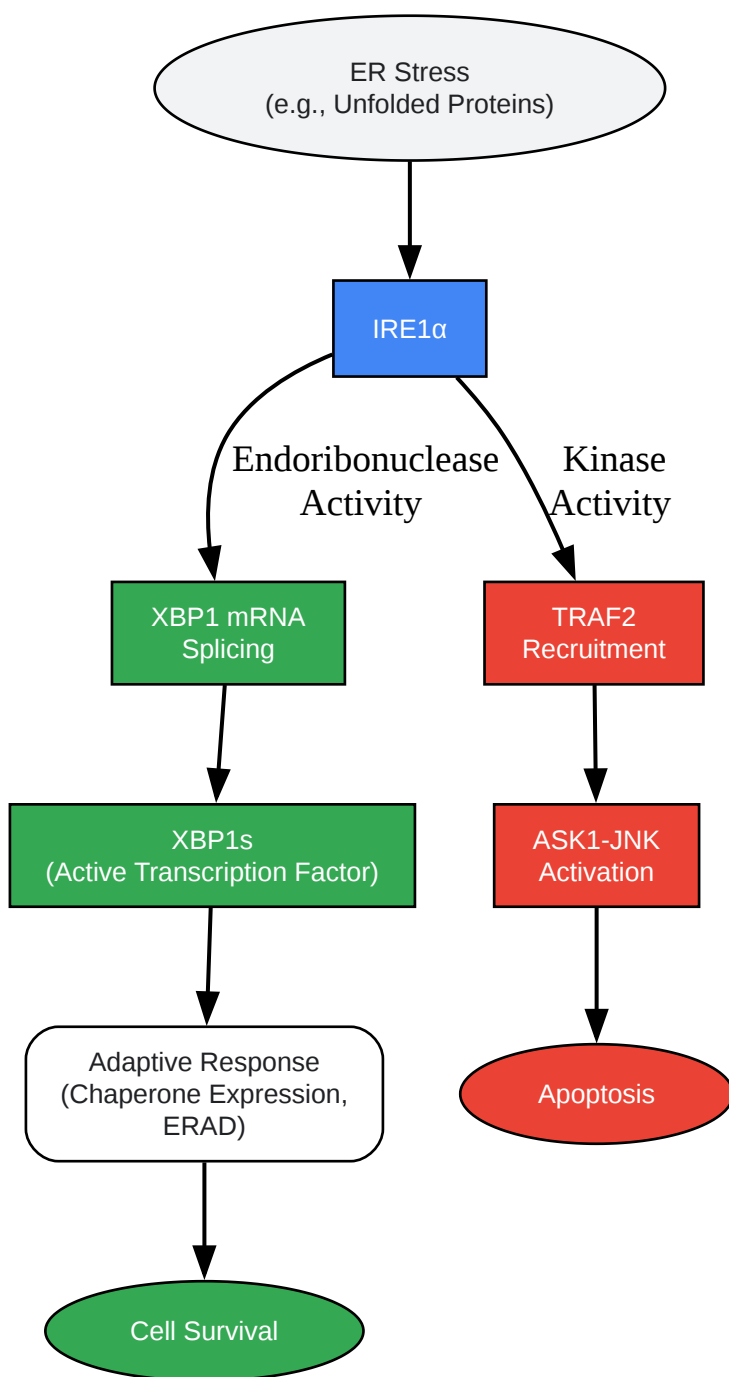 ER Stress
(e.g., Unfolded Proteins)
IRE1α
Endoribonuclease
Activity
Kinase
Activity
XBP1 mRNA
Splicing
TRAF2
Recruitment
XBP1s
(Active Transcription Factor)
ASK1-JNK
Activation
Adaptive Response
(Chaperone Expression,
ERAD)
Apoptosis
Cell Survival